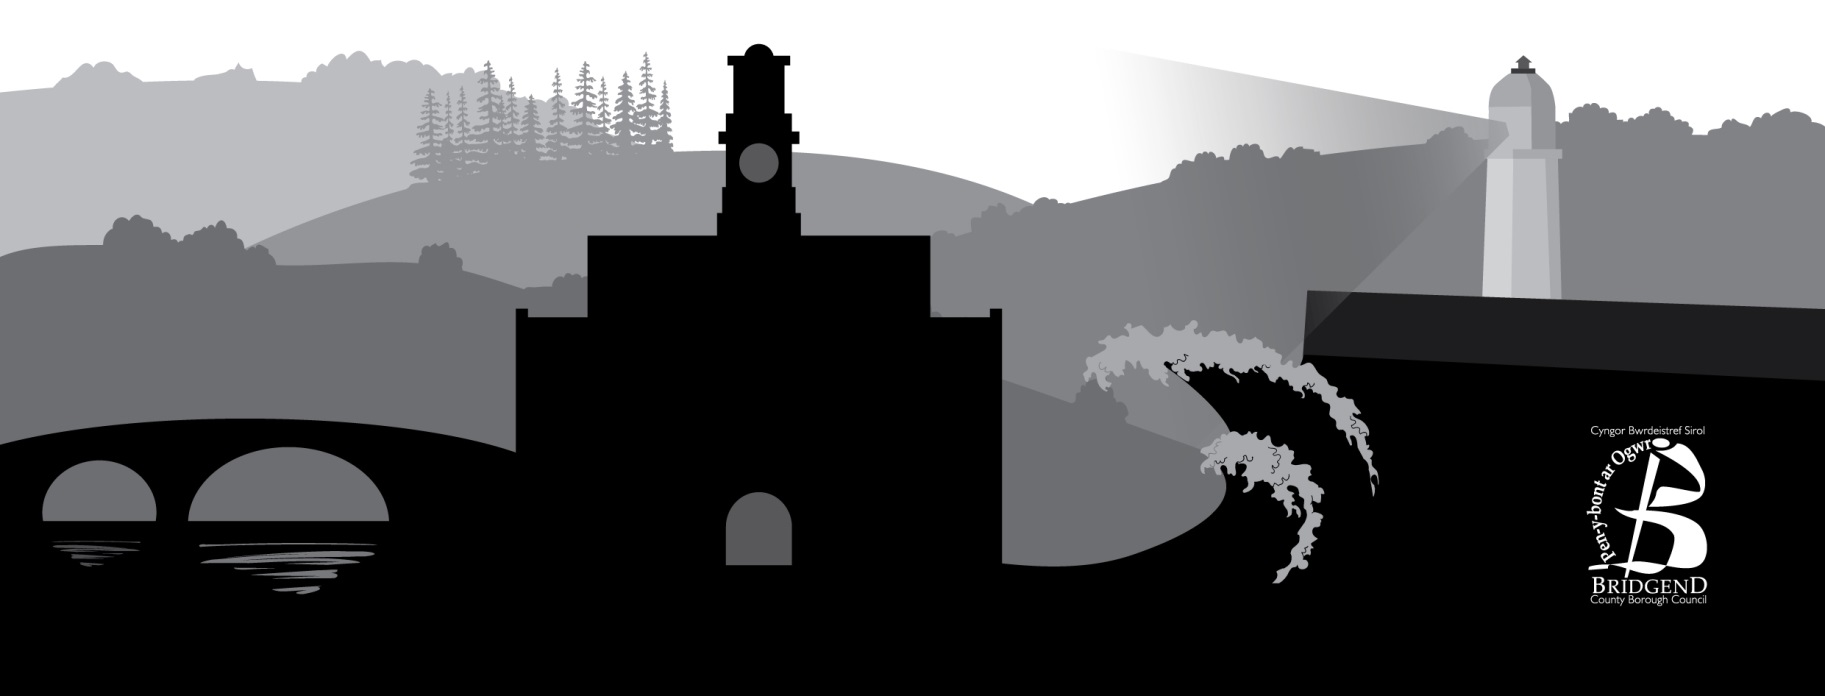 Cyngor Bwrdeistref Sirol
Pen-y-bont ar Ogwr
BRIDGEND
County Borough Council